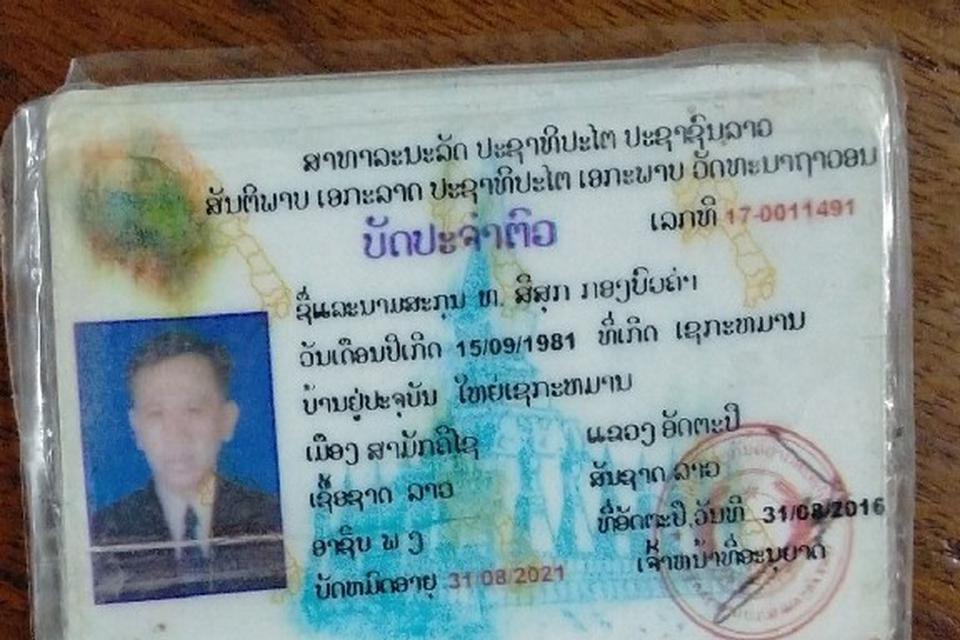 ສາທາລະນະລັດ ປະຊາທິປະໄຕ ປະຊາຊົນລາວ
ສັນຕິພາບ ເອກະລາດ ປະຊາທິປະໄຕ ເອກະພາບ ວັດທະນາຖາວອນ
ເລກທີ 17-0011491
ບັດປະຈຳຕົວ
ຊື່ແລະນາມສະກຸນ ທ. ສີສຸກ ກອງບົວຄຳ
ວັນເດືອນປີເກີດ 15/09/1981 ທີ່ເກີດ ເຊກະຫມານ
ບ້ານຢູ່ປະຈຸບັນ ໃຫຍ່ເຊກະຫມານ
ເມືອງ ສາມັກຄີໄຊ ແຂວງ ອັດຕະປື
ເຊື້ອຊາດ ລາວ ສັນຊາດ ລາວ
ອາຊີບ ພ ງ ທີ່ອັດຕະປື,ວັນທີ 31/08/2016
ບັດຫມົດອາຍຸ 31 08 2021 ເຈົ້າຫນ້າທີ່ອະນຸຍາດ